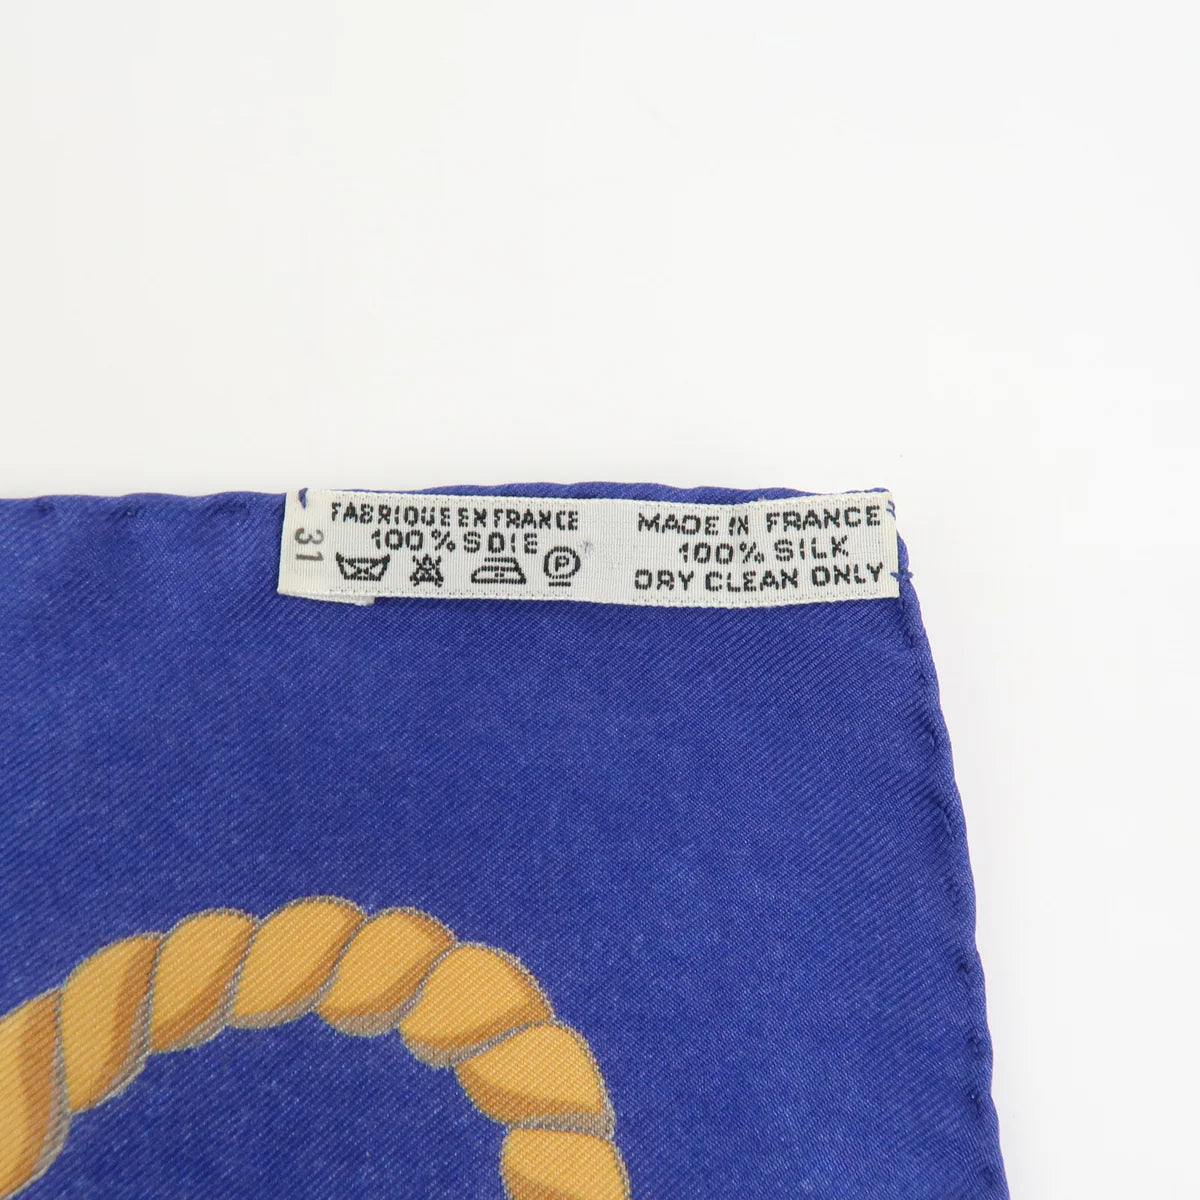 FABRIQUE EN FRANCE
100% SOIE
P
31
MADE IN FRANCE
100% SILK
DRY CLEAN ONLY